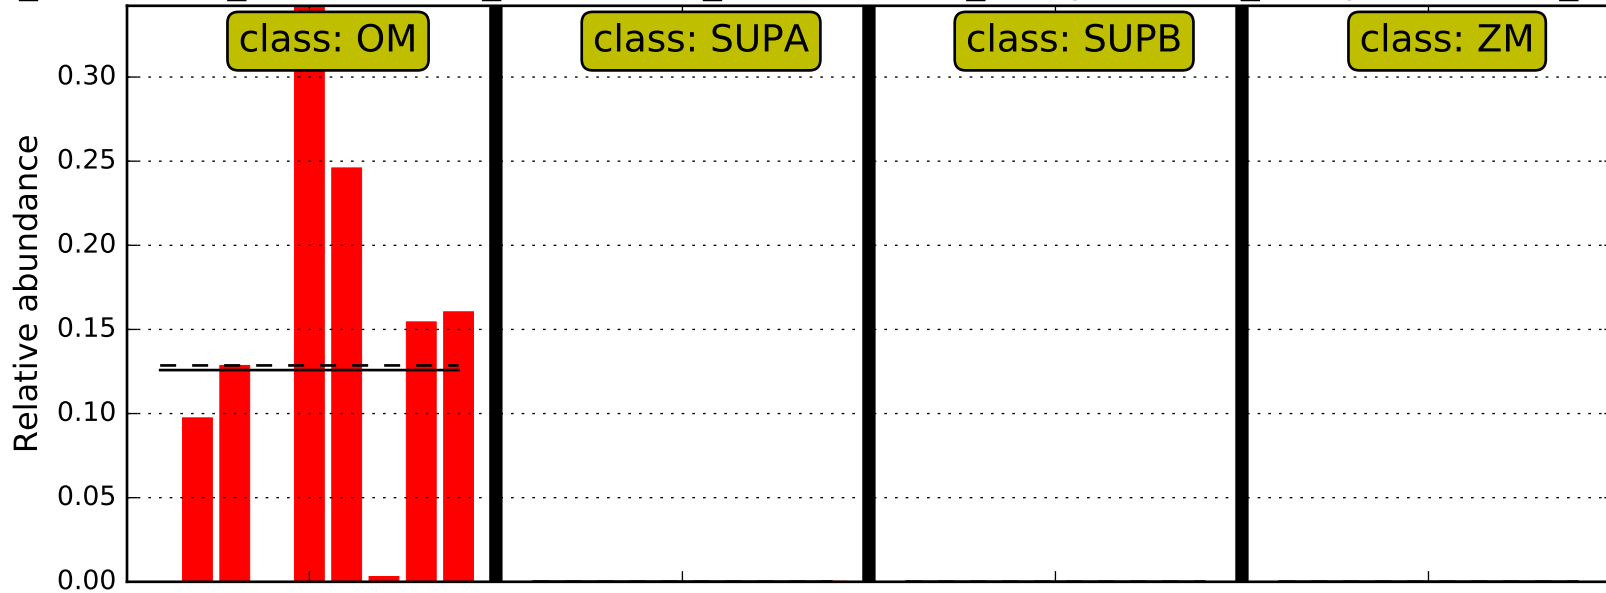 class: OM
class: SUPA
class: SUPB
class: ZM
Relative abundance
0.30
0.25
0.20
0.15
0.10
0.05
0.00